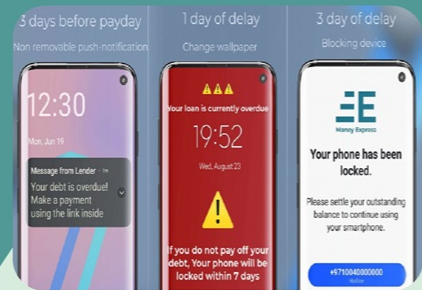 3 days before payday
Non removable push-notification
12:30
Mon, Jun 19
Message from Lender · 1m
Your debt is overdue!
Make a payment
using the link inside
1 day of delay
Change wallpaper
Your loan is currently overdue
19:52
Wed, August 23
If you do not pay off your
debt, Your phone will be
locked within 7 days
3 day of delay
Blocking device
Money Express
Your phone has been
locked.
Please settle your outstanding
balance to continue using
your smartphone.
+9710040000000
Hotline